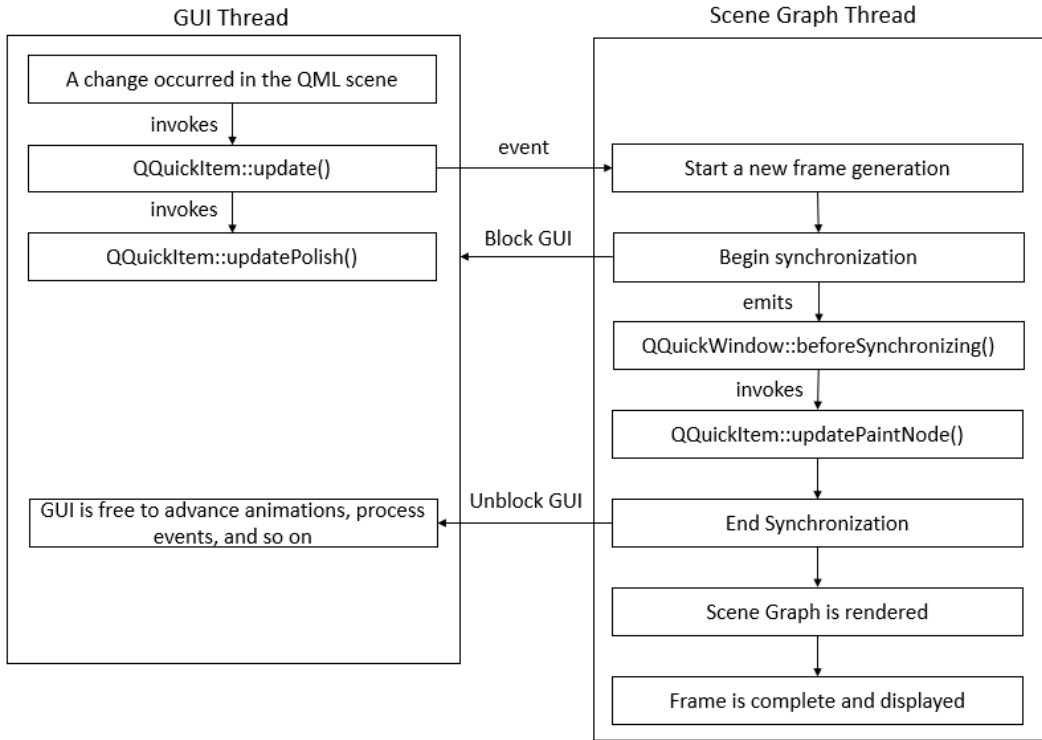 GUI Thread
A change occurred in the QML scene
invokes
QQuickItem::update()
invokes
QQuickItem::updatePolish()
GUI is free to advance animations, process
events, and so on
event
Block GUI
Unblock GUI
Scene Graph Thread
Start a new frame generation
Begin synchronization
emits
QQuickWindow::beforeSynchronizing()
invokes
QQuickItem::updatePaintNode()
End Synchronization
Scene Graph is rendered
Frame is complete and displayed